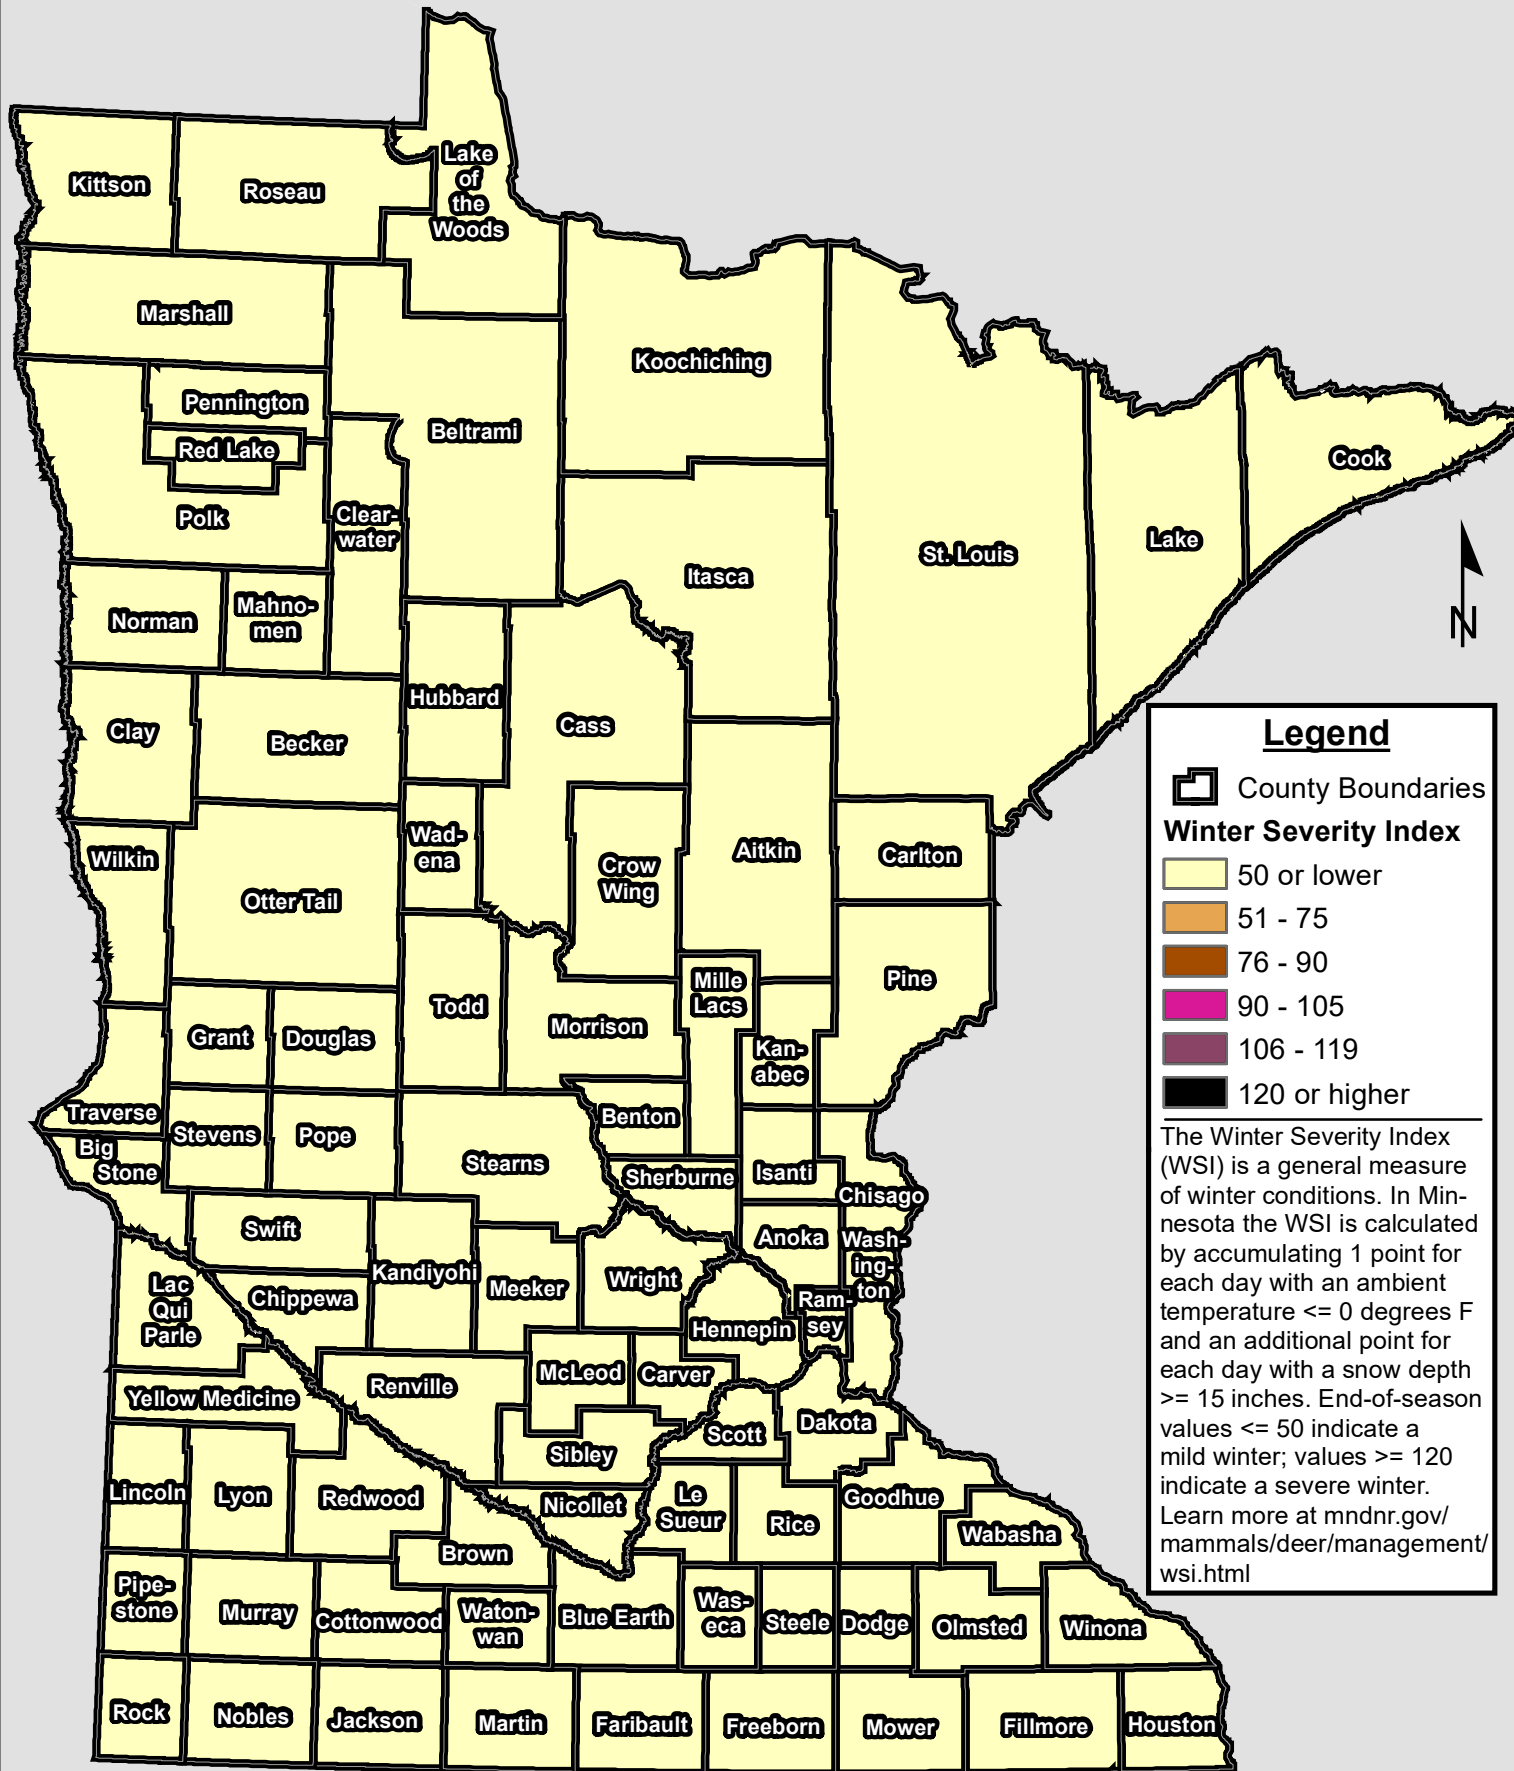 Lake
of
the
Woods
Kittson
Roseau
Marshall
Koochiching
Pennington
Beltrami
Red Lake
Cook
Polk
Clear-
water
Lake
St. Louis
Itasca
N
Norman
Mahno-
men
Hubbard
Cass
Clay
Becker
Wad-
ena
Aitkin
Carlton
Wilkin
Crow
Wing
Otter Tail
Pine
Mille
Lacs
Todd
Morrison
Grant
Douglas
Kan-
abec
Traverse
Benton
Stevens
Pope
Big
Stone
Stearns
Isanti
Sherburne
Chisago
Swift
Anoka
Wash-
ing-
ton
Kandiyohi
Wright
Meeker
Lac
Qui
Parle
Chippewa
Ram-
sey
Hennepin
McLeod
Carver
Renville
Yellow Medicine
Dakota
Scott
Sibley
Lincoln
Lyon
Redwood
Nicollet
Le
Sueur
Goodhue
Rice
Wabasha
Brown
Pipe-
stone
Murray
Cottonwood
Waton-
wan
Blue Earth
Was-
eca
Steele
Dodge
Olmsted
Winona
Rock
Nobles
Jackson
Martin
Faribault
Freeborn
Mower
Fillmore
Houston
Legend
County Boundaries
Winter Severity Index
50 or lower
51 - 75
76 - 90
90 - 105
106 - 119
120 or higher
The Winter Severity Index
(WSI) is a general measure
of winter conditions. In Min-
nesota the WSI is calculated
by accumulating 1 point for
each day with an ambient
temperature <= 0 degrees F
and an additional point for
each day with a snow depth
>= 15 inches. End-of-season
values <= 50 indicate a
mild winter; values >= 120
indicate a severe winter.
Learn more at mndnr.gov/
mammals/deer/management/
wsi.html